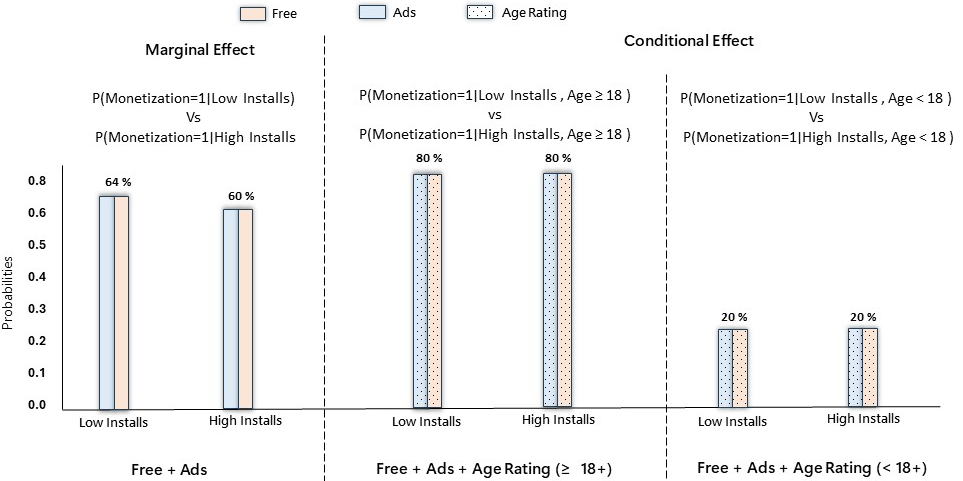 Free Ads Age Rating
Marginal Effect
Conditional Effect
P(Monetization=1|Low Installs)
Vs
P(Monetization=1|High Installs
P(Monetization=1|Low Installs , Age ≥ 18 )
vs
P(Monetization=1|High Installs, Age ≥ 18 )
P(Monetization=1|Low Installs , Age < 18 )
Vs
P(Monetization=1|High Installs, Age < 18 )
Probabilities
0.8
0.6
0.5
0.4
0.3
0.2
0.1
0.0
64 %
60 %
80 %
80 %
20 %
20 %
Low Installs
High Installs
Low Installs
High Installs
Low Installs
High Installs
Free + Ads
Free + Ads + Age Rating (≥ 18+)
Free + Ads + Age Rating (< 18+)